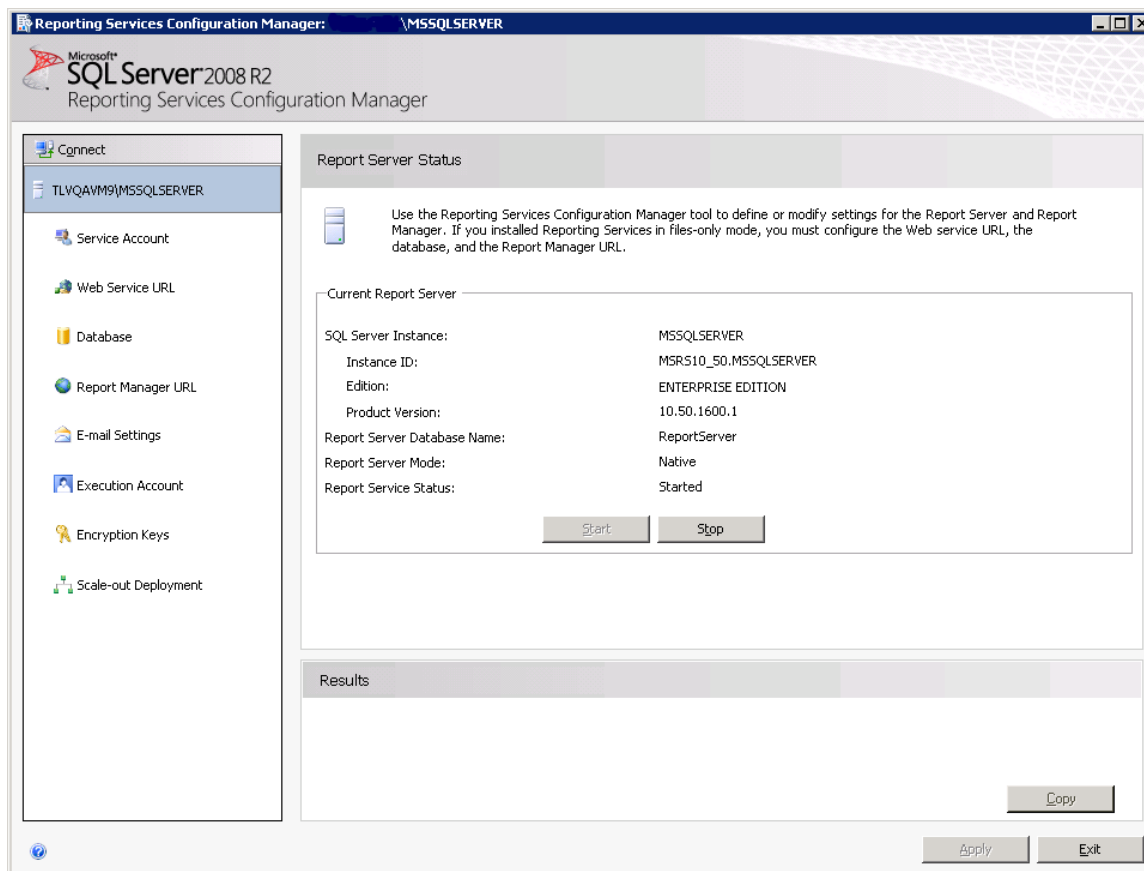 Reporting Services Configuration Manager: \MSSQLSERVER
Microsoft®
SQL Server®2008 R2
Reporting Services Configuration Manager
Connect
TLVQAVM9\MSSQLSERVER
Service Account
Web Service URL
Database
Report Manager URL
E-mail Settings
Execution Account
Encryption Keys
Scale-out Deployment
Report Server Status
Use the Reporting Services Configuration Manager tool to define or modify settings for the Report Server and Report
Manager. If you installed Reporting Services in files-only mode, you must configure the Web service URL, the
database, and the Report Manager URL.
Current Report Server
SQL Server Instance: MSSQLSERVER
Instance ID: MSRS10_50.MSSQLSERVER
Edition: ENTERPRISE EDITION
Product Version: 10.50.1600.1
Report Server Database Name: ReportServer
Report Server Mode: Native
Report Service Status: Started
Start Stop
Results
Copy
Apply Exit